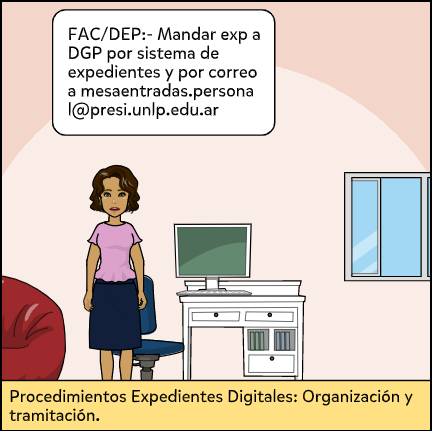 FAC/DEP:- Mandar exp a
DGP por sistema de
expedientes y por correo
a mesaentradas.persona
l@presi.unlp.edu.ar
Procedimientos Expedientes Digitales: Organización y
tramitación.